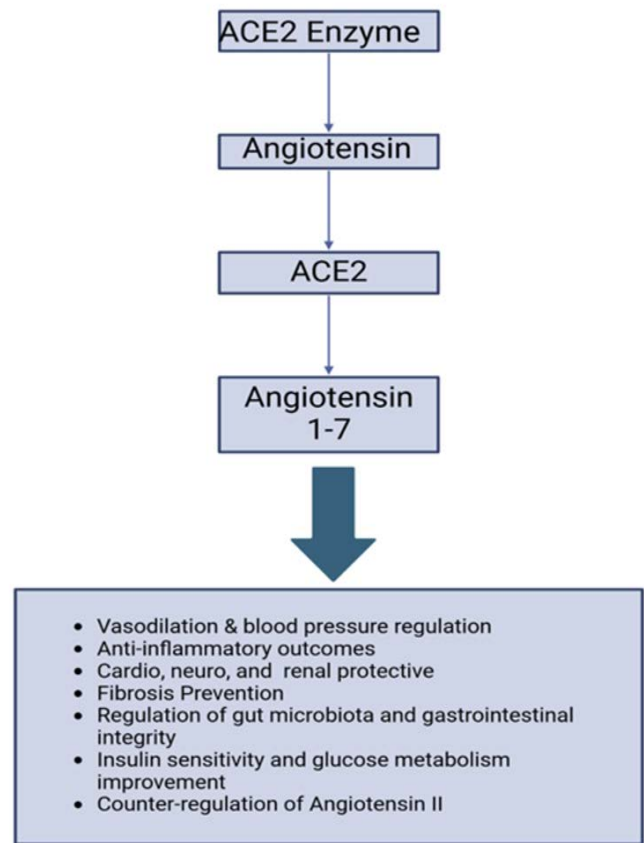 ACE2 Enzyme
Angiotensin
ACE2
Angiotensin
1-7
• Vasodilation & blood pressure regulation
• Anti-inflammatory outcomes
• Cardio, neuro, and renal protective
• Fibrosis Prevention
• Regulation of gut microbiota and gastrointestinal
integrity
• Insulin sensitivity and glucose metabolism
improvement
• Counter-regulation of Angiotensin II